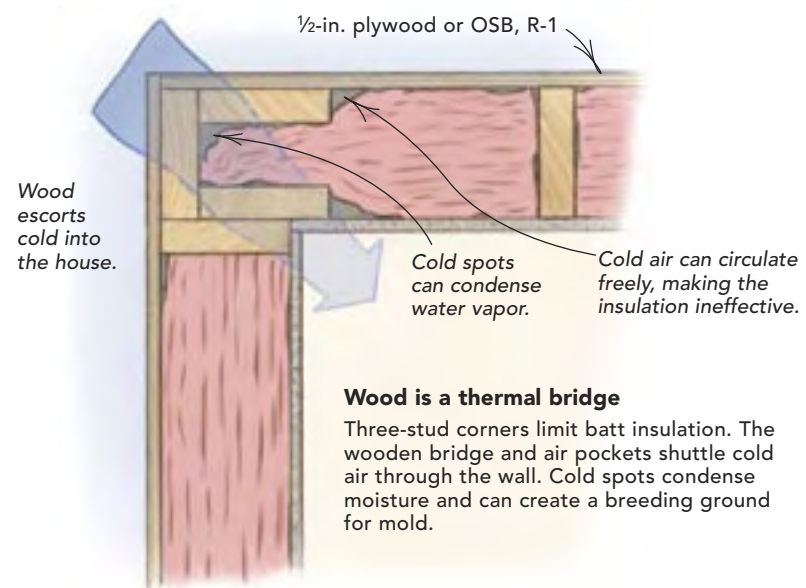 ½-in. plywood or OSB, R-1
Wood
escorts
cold into
the house.
Cold spots
can condense
water vapor.
Cold air can circulate
freely, making the
insulation ineffective.
Wood is a thermal bridge
Three-stud corners limit batt insulation. The
wooden bridge and air pockets shuttle cold
air through the wall. Cold spots condense
moisture and can create a breeding ground
for mold.